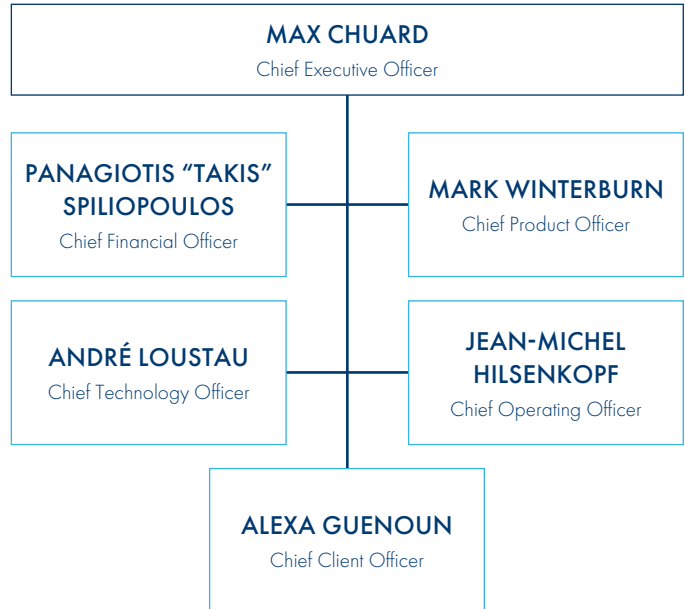 MAX CHUARD
Chief Executive Officer
PANAGIOTIS “TAKIS”
SPILIOPOULOS
Chief Financial Officer
MARK WINTERBURN
Chief Product Officer
ANDRÉ LOUSTAU
Chief Technology Officer
JEAN-MICHEL
HILSENKOPF
Chief Operating Officer
ALEXA GUENOUN
Chief Client Officer